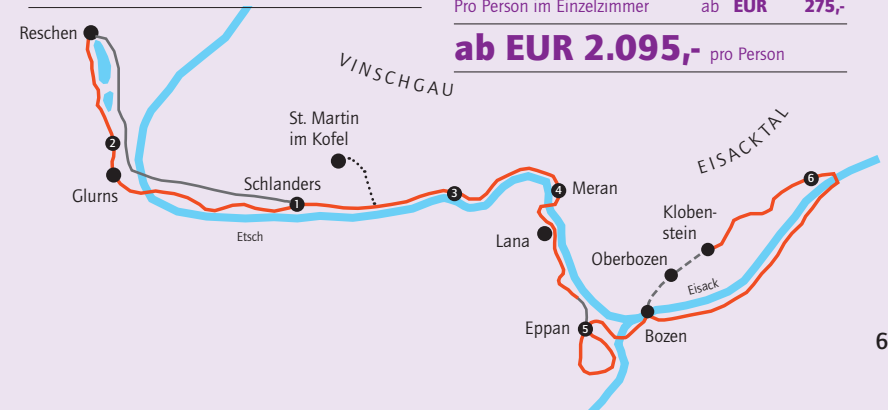 Pro Person im Einzelzimmer ab EUR 275,-
ab EUR 2.095,- pro Person
Reschen
VINSCHGAU
St. Martin
im Kofel
EISACKTAL
2
6
Glurns
Schlanders
1
3
4
Meran
Kloben-
stein
Etsch
Lana
Oberbozen
Eisack
Eppan
5
Bozen
6